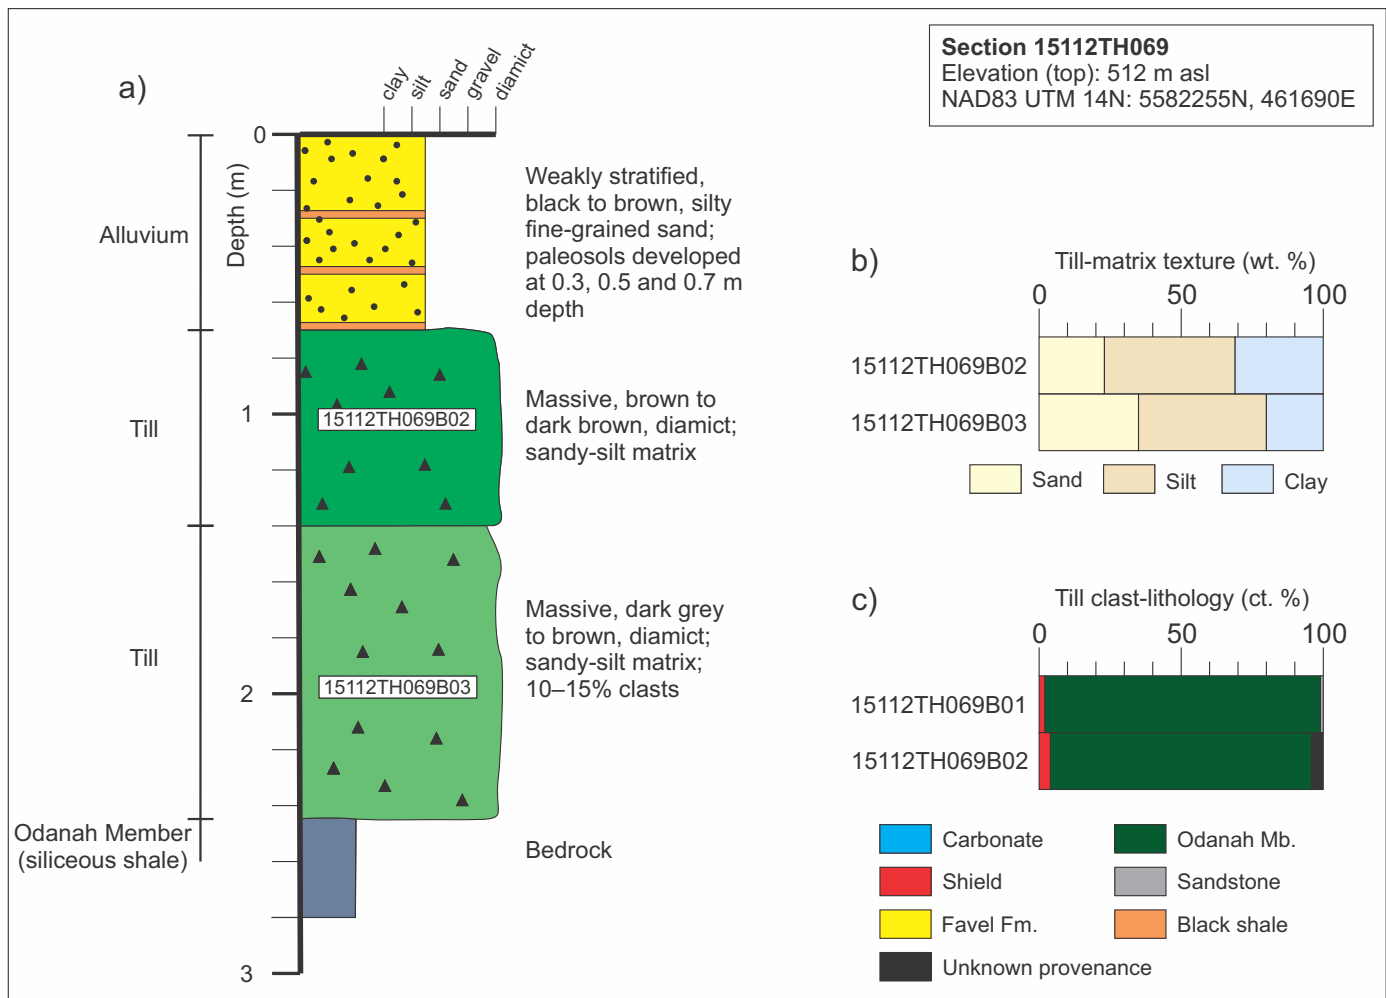 a)
clay
silt
sand
gravel
diamict
Section 15112TH069
Elevation (top): 512 m asl
NAD83 UTM 14N: 5582255N, 461690E
0
1
2
3
Depth (m)
Alluvium
Till
Till
Odanah Member
(siliceous shale)
15112TH069B02
15112TH069B03
Weakly stratified,
black to brown, silty
fine-grained sand;
paleosols developed
at 0.3, 0.5 and 0.7 m
depth
Massive, brown to
dark brown, diamict;
sandy-silt matrix
Massive, dark grey
to brown, diamict;
sandy-silt matrix;
10–15% clasts
Bedrock
b)
Till-matrix texture (wt. %)
0 50 100
15112TH069B02
15112TH069B03
Sand Silt Clay
c)
Till clast-lithology (ct. %)
0 50 100
15112TH069B01
15112TH069B02
Carbonate
Shield
Favel Fm.
Unknown provenance
Odanah Mb.
Sandstone
Black shale